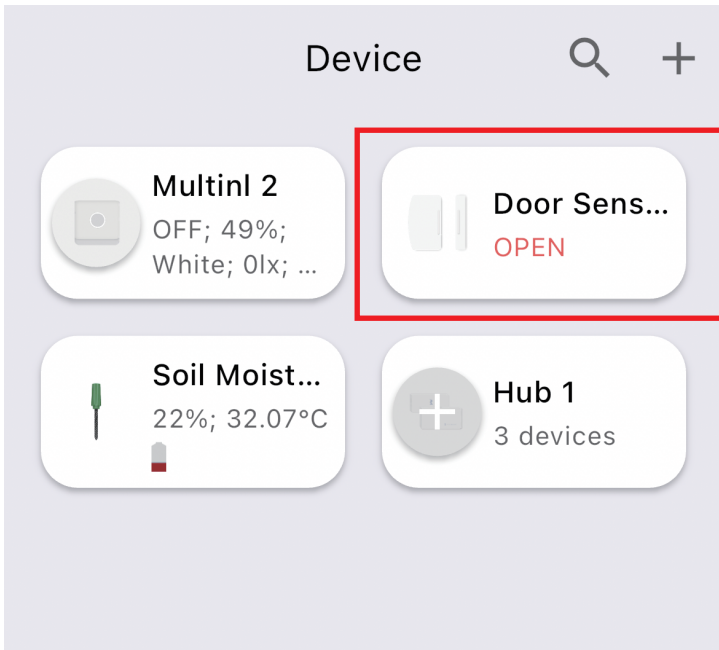 Device
Multinl 2
OFF; 49%;
White; 0lx; ...
Door Sens...
OPEN
Soil Moist...
22%; 32.07°C
Hub 1
3 devices